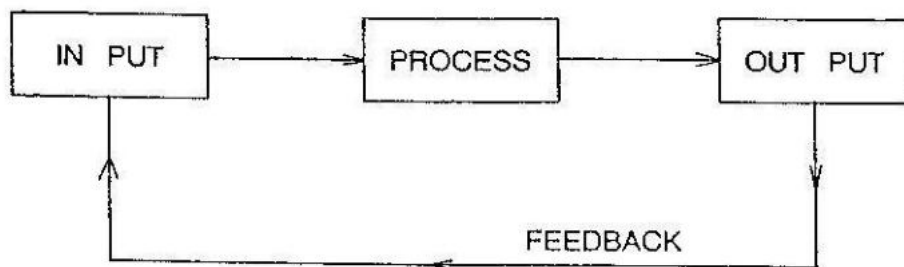 IN PUT
PROCESS
OUT PUT
FEEDBACK